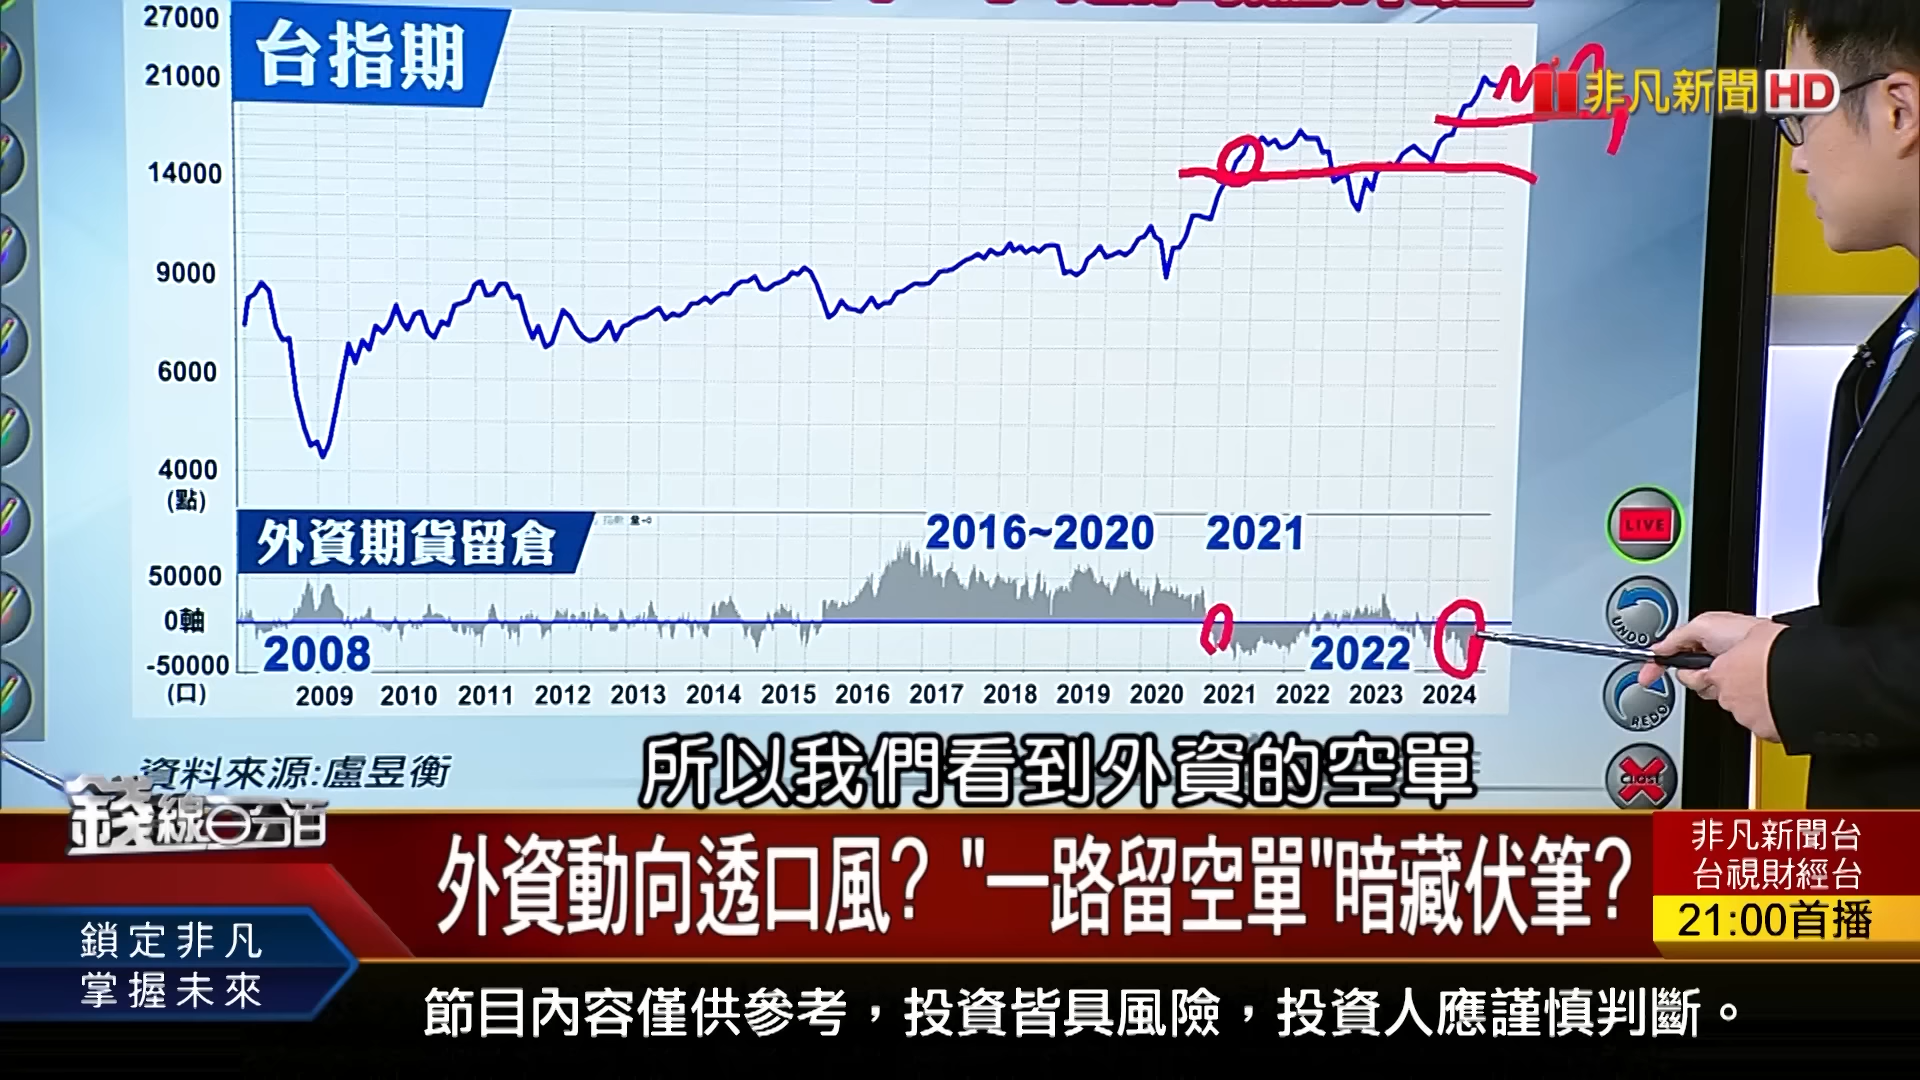 27000
台指期
21000
14000
9000
6000
4000
(點)
非凡新聞HD
外資期貨留倉
2016~2020 2021
50000
0軸
2008
2022
-50000
(口)
2009 2010 2011 2012 2013 2014 2015 2016 2017 2018 2019 2020 2021 2022 2023 2024
LIVE
UNDO
REDO
資料來源:盧昱衡
所以我們看到外資的空單
錢線百分百
外資動向透口風? "一路留空單"暗藏伏筆?
非凡新聞台
台視財經台
21:00首播
鎖定非凡
掌握未來
節目內容僅供參考，投資皆具風險，投資人應謹慎判斷。